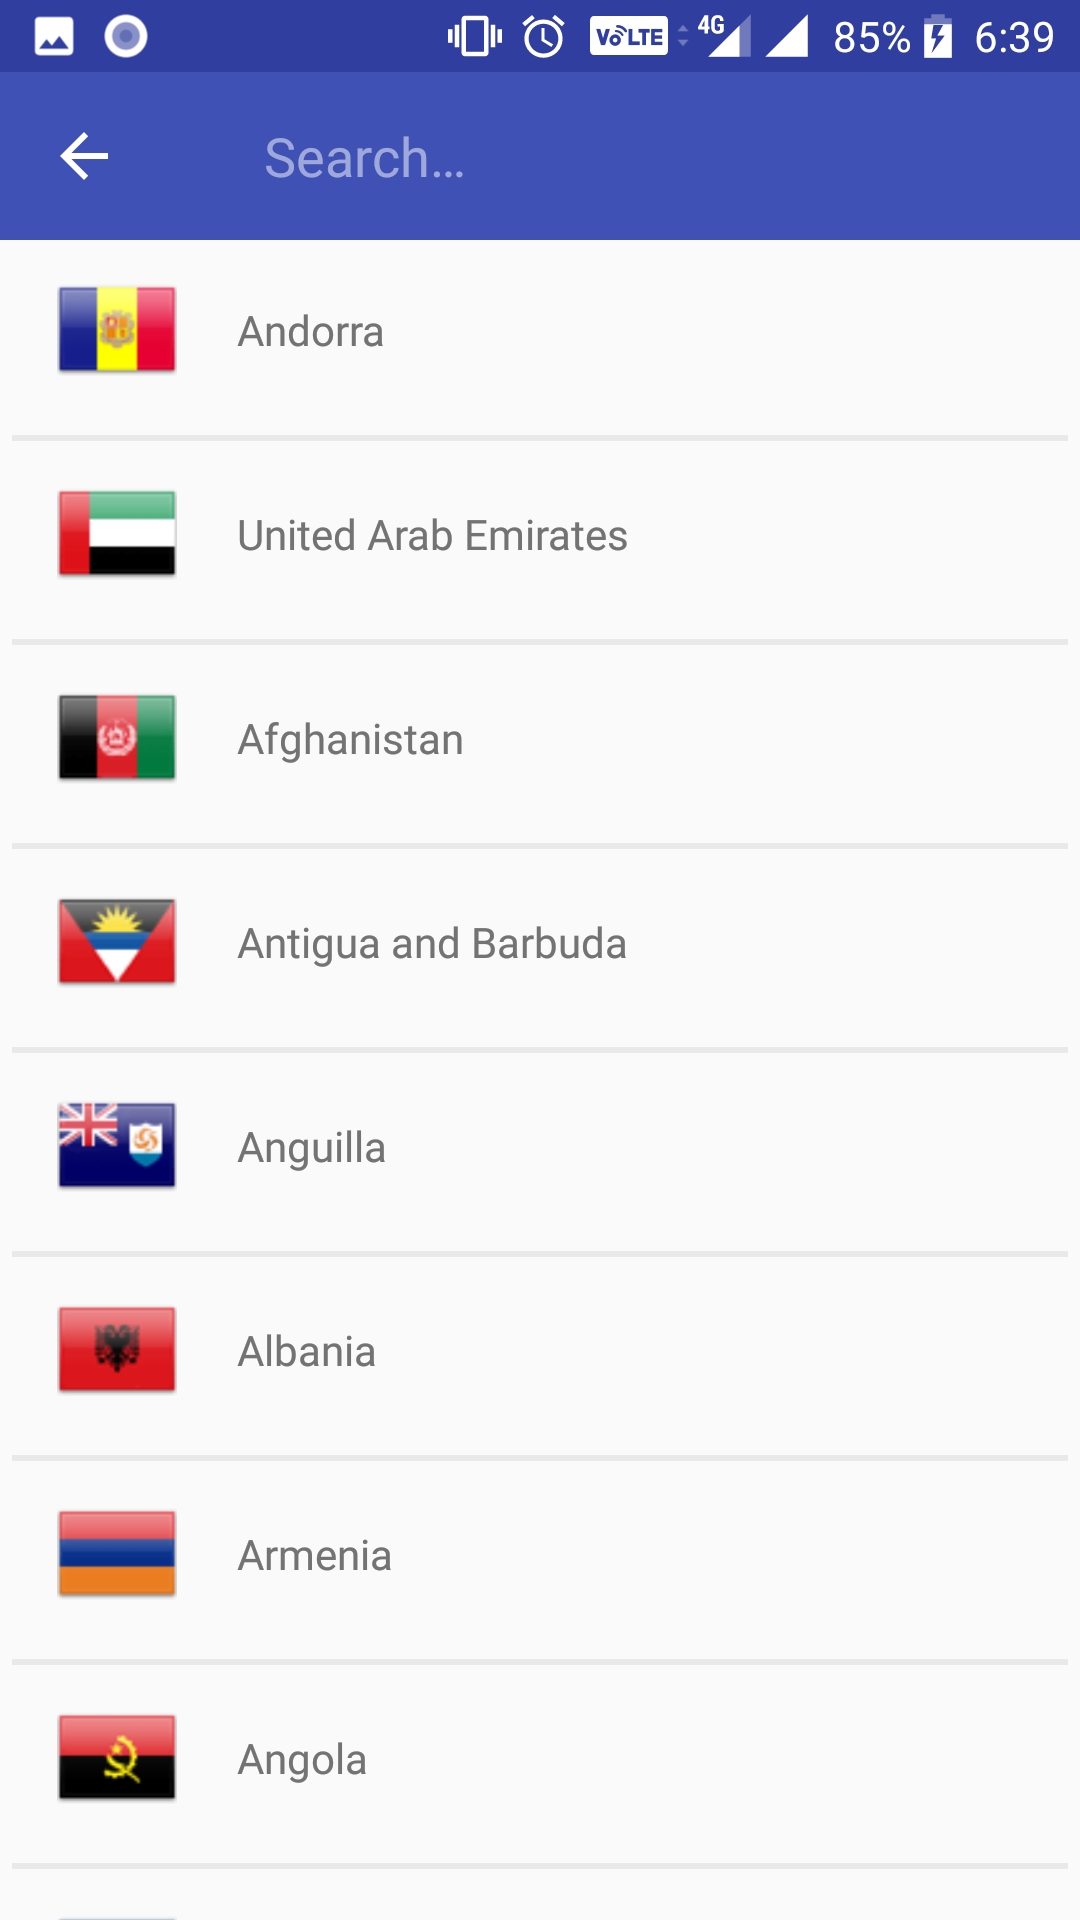 VoLTE 4G 85% 6:39
Search...
Andorra
United Arab Emirates
Afghanistan
Antigua and Barbuda
Anguilla
Albania
Armenia
Angola